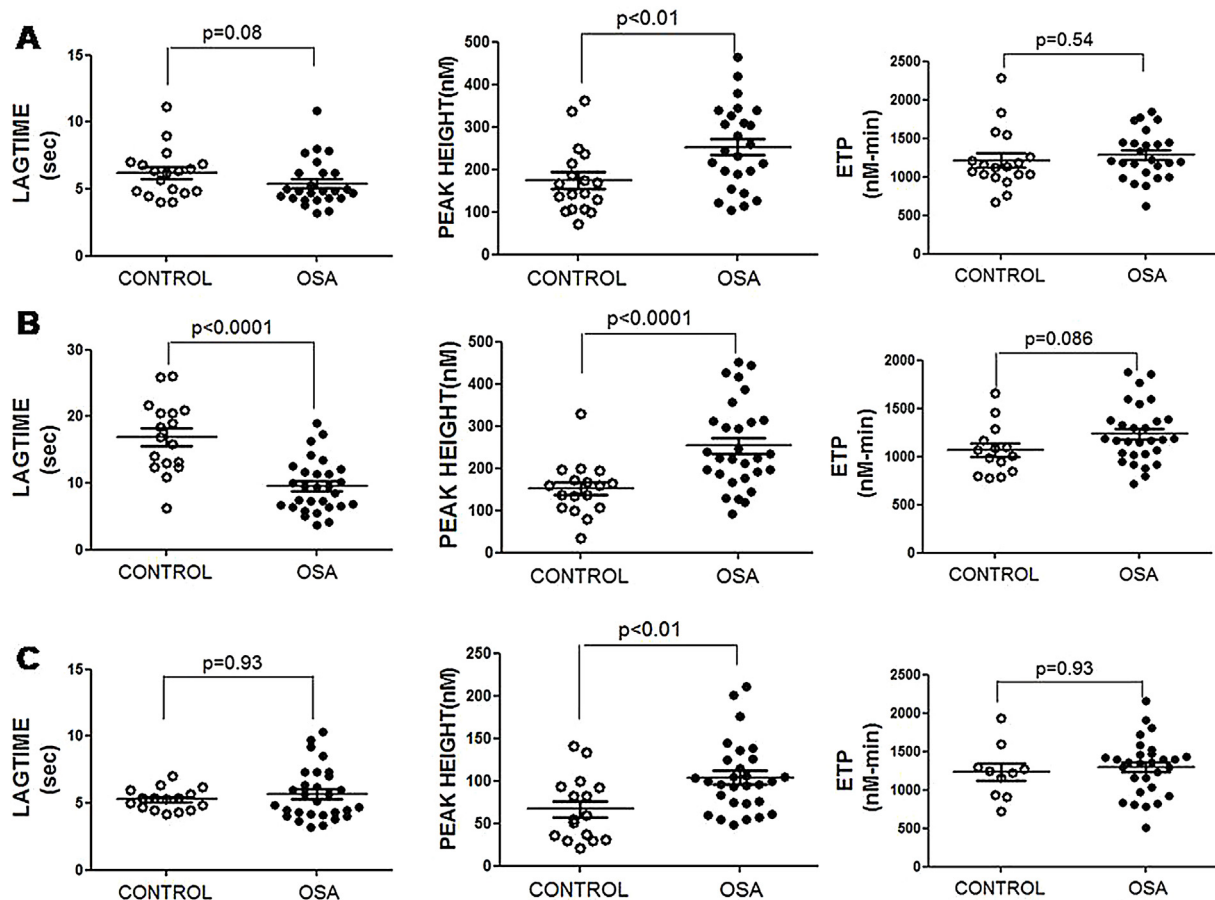 A
p=0.08
LAGTIME
(sec)
15
10
5
0
CONTROL
OSA
p<0.01
PEAK HEIGHT(nM)
500
400
300
200
100
0
CONTROL
OSA
p=0.54
ETP
(nM-min)
2500
2000
1500
1000
500
0
CONTROL
OSA
B
p<0.0001
LAGTIME
(sec)
30
20
10
0
CONTROL
OSA
p<0.0001
PEAK HEIGHT(nM)
500
400
300
200
100
0
CONTROL
OSA
p=0.086
ETP
(nM-min)
2000
1500
1000
500
0
CONTROL
OSA
C
p=0.93
LAGTIME
(sec)
15
10
5
0
CONTROL
OSA
p<0.01
PEAK HEIGHT(nM)
250
200
150
100
50
0
CONTROL
OSA
p=0.93
ETP
(nM-min)
2500
2000
1500
1000
500
0
CONTROL
OSA